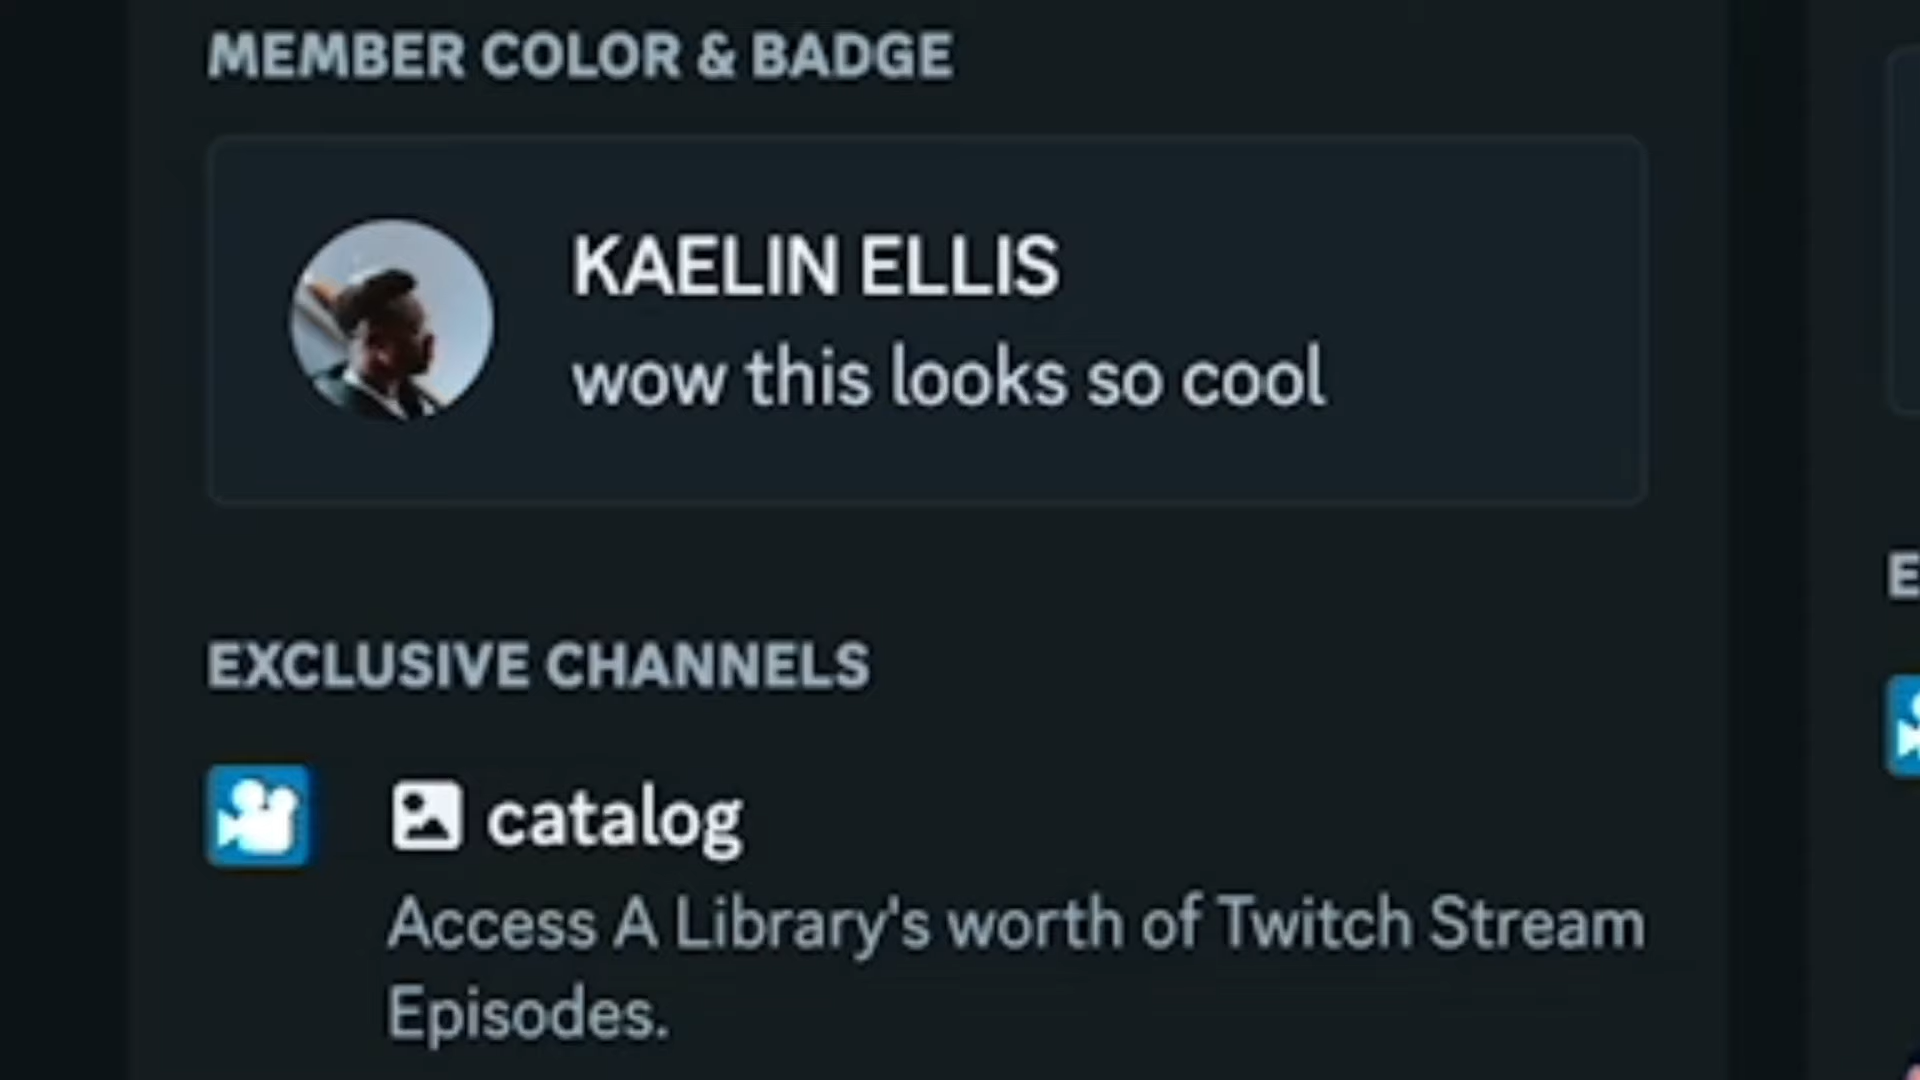 MEMBER COLOR & BADGE
KAELIN ELLIS
wow this looks so cool
EXCLUSIVE CHANNELS
catalog
Access A Library's worth of Twitch Stream
Episodes.